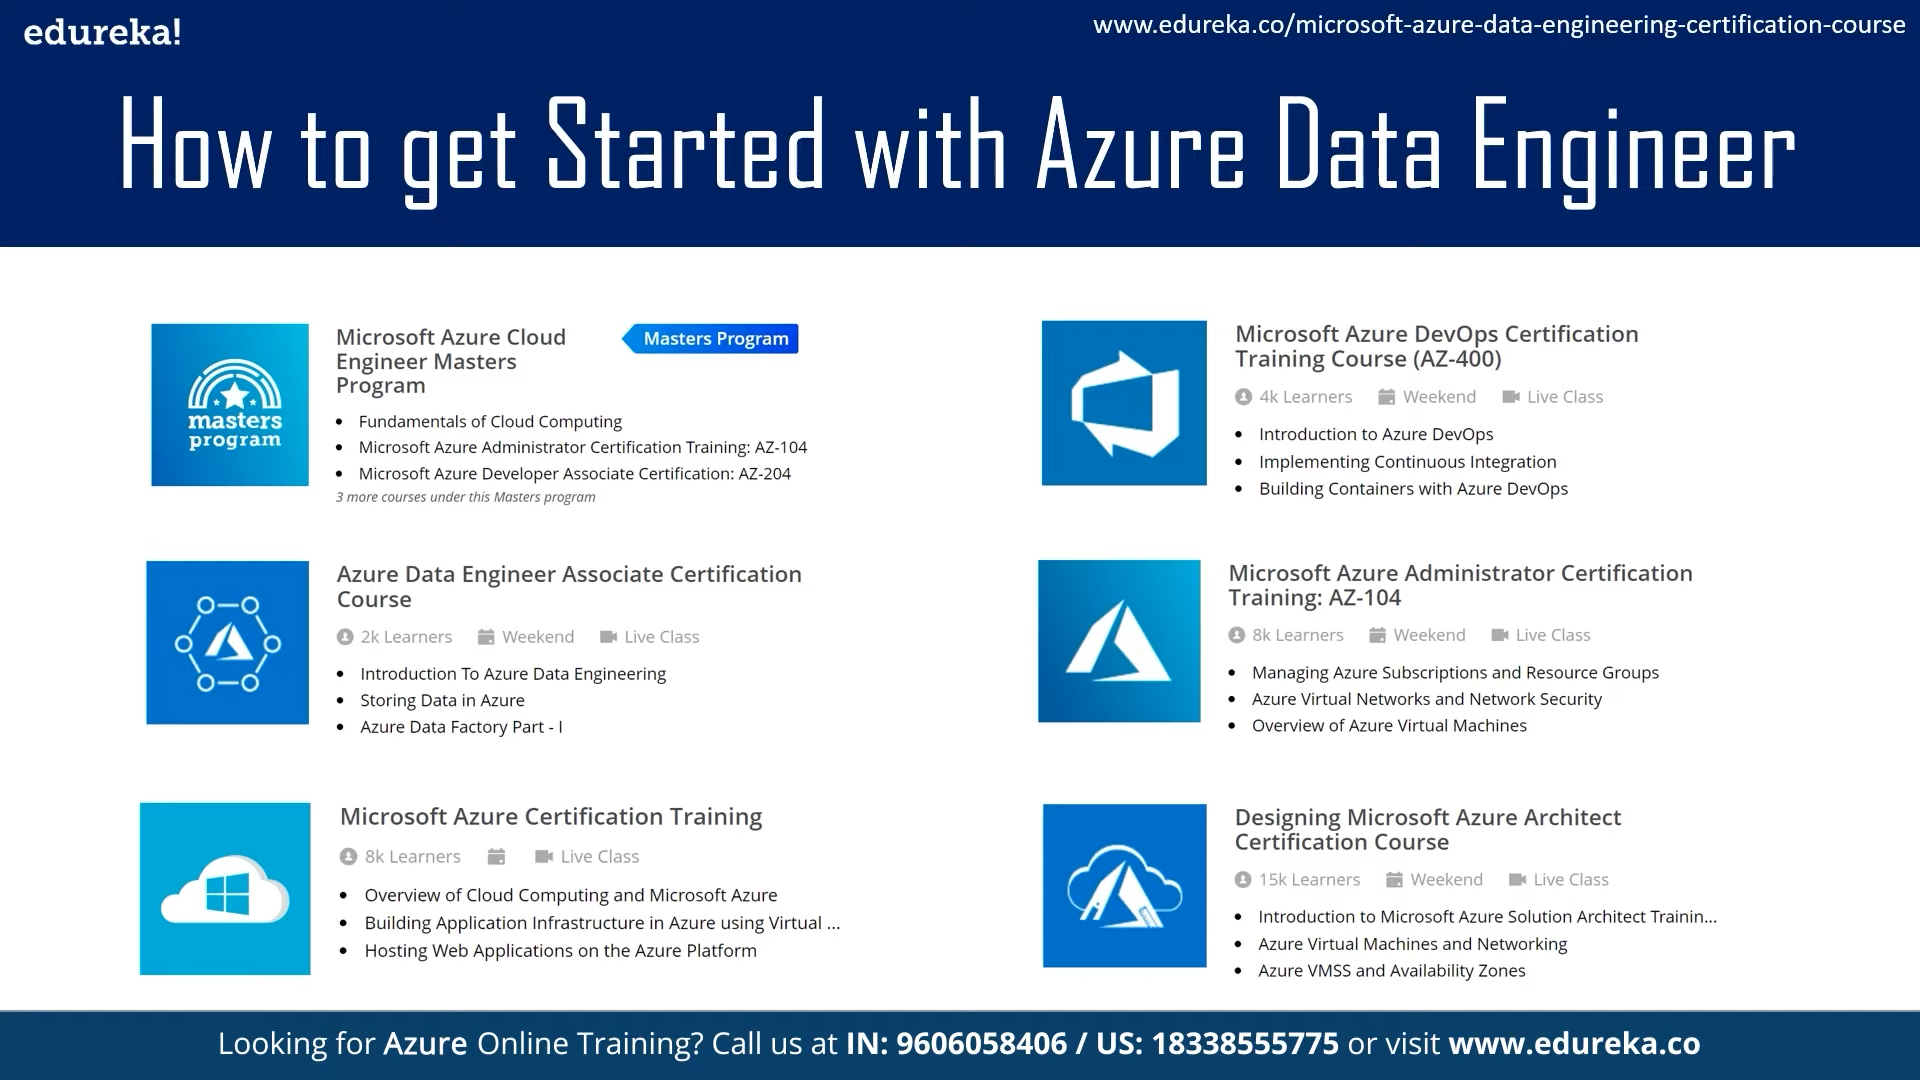 edureka!
www.edureka.co/microsoft-azure-data-engineering-certification-course
How to get Started with Azure Data Engineer
masters
program
Microsoft Azure Cloud
Engineer Masters
Program
Masters Program
• Fundamentals of Cloud Computing
• Microsoft Azure Administrator Certification Training: AZ-104
• Microsoft Azure Developer Associate Certification: AZ-204
3 more courses under this Masters program
Microsoft Azure DevOps Certification
Training Course (AZ-400)
4k Learners Weekend Live Class
• Introduction to Azure DevOps
• Implementing Continuous Integration
• Building Containers with Azure DevOps
Azure Data Engineer Associate Certification
Course
2k Learners Weekend Live Class
• Introduction To Azure Data Engineering
• Storing Data in Azure
• Azure Data Factory Part - I
Microsoft Azure Administrator Certification
Training: AZ-104
8k Learners Weekend Live Class
• Managing Azure Subscriptions and Resource Groups
• Azure Virtual Networks and Network Security
• Overview of Azure Virtual Machines
Microsoft Azure Certification Training
8k Learners Live Class
• Overview of Cloud Computing and Microsoft Azure
• Building Application Infrastructure in Azure using Virtual ...
• Hosting Web Applications on the Azure Platform
Designing Microsoft Azure Architect
Certification Course
15k Learners Weekend Live Class
• Introduction to Microsoft Azure Solution Architect Trainin...
• Azure Virtual Machines and Networking
• Azure VMSS and Availability Zones
Looking for Azure Online Training? Call us at IN: 9606058406 / US: 18338555775 or visit www.edureka.co